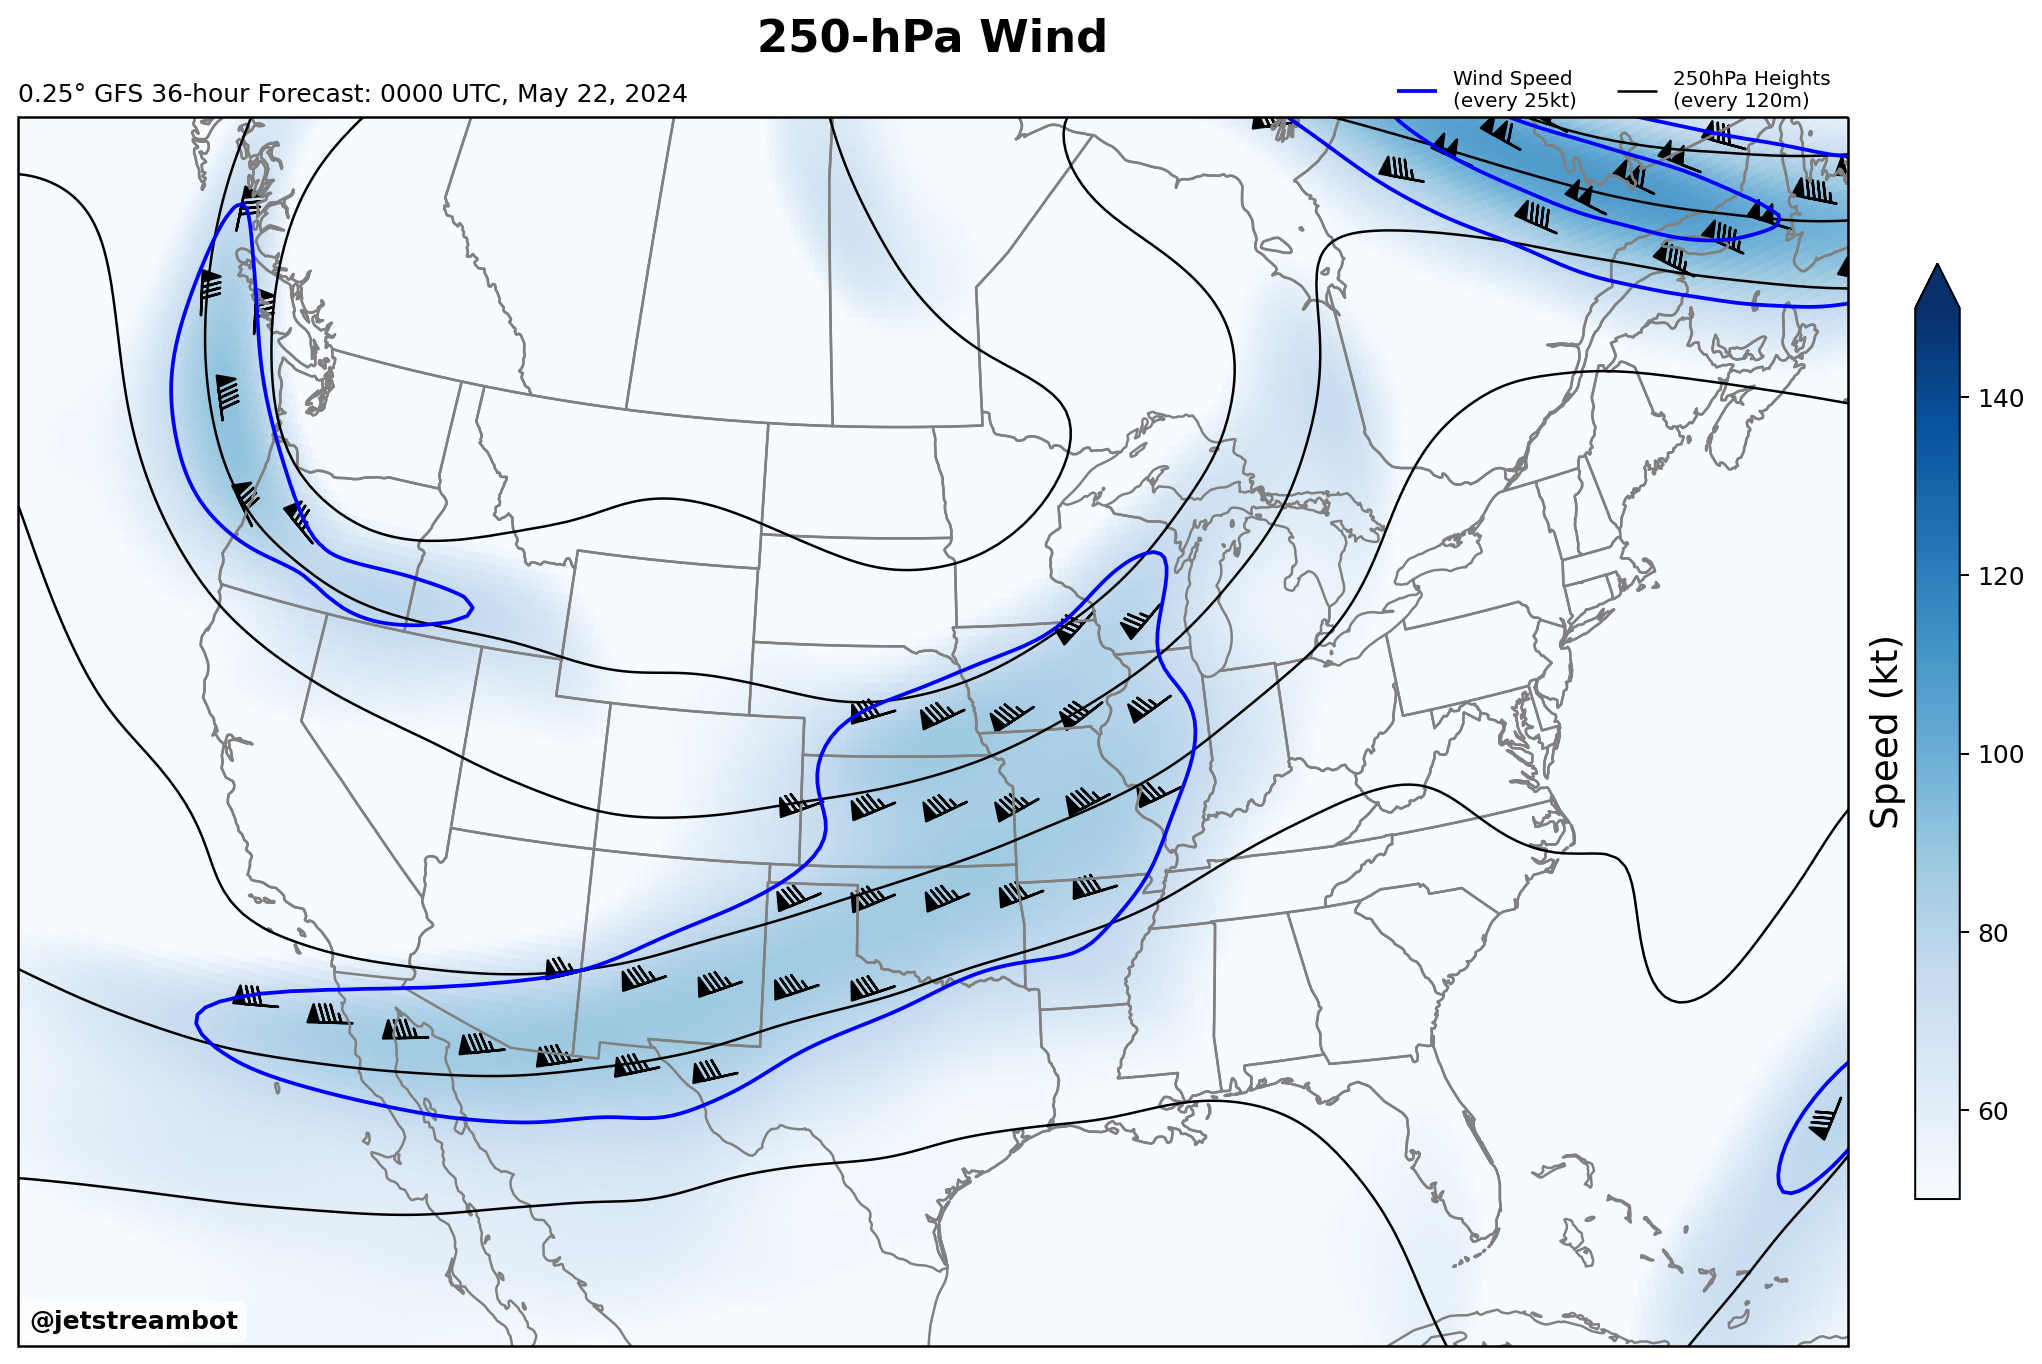 250-hPa Wind
0.25° GFS 36-hour Forecast: 0000 UTC, May 22, 2024
Wind Speed
(every 25kt)
250hPa Heights
(every 120m)
140
120
100
80
60
Speed (kt)
@jetstreambot